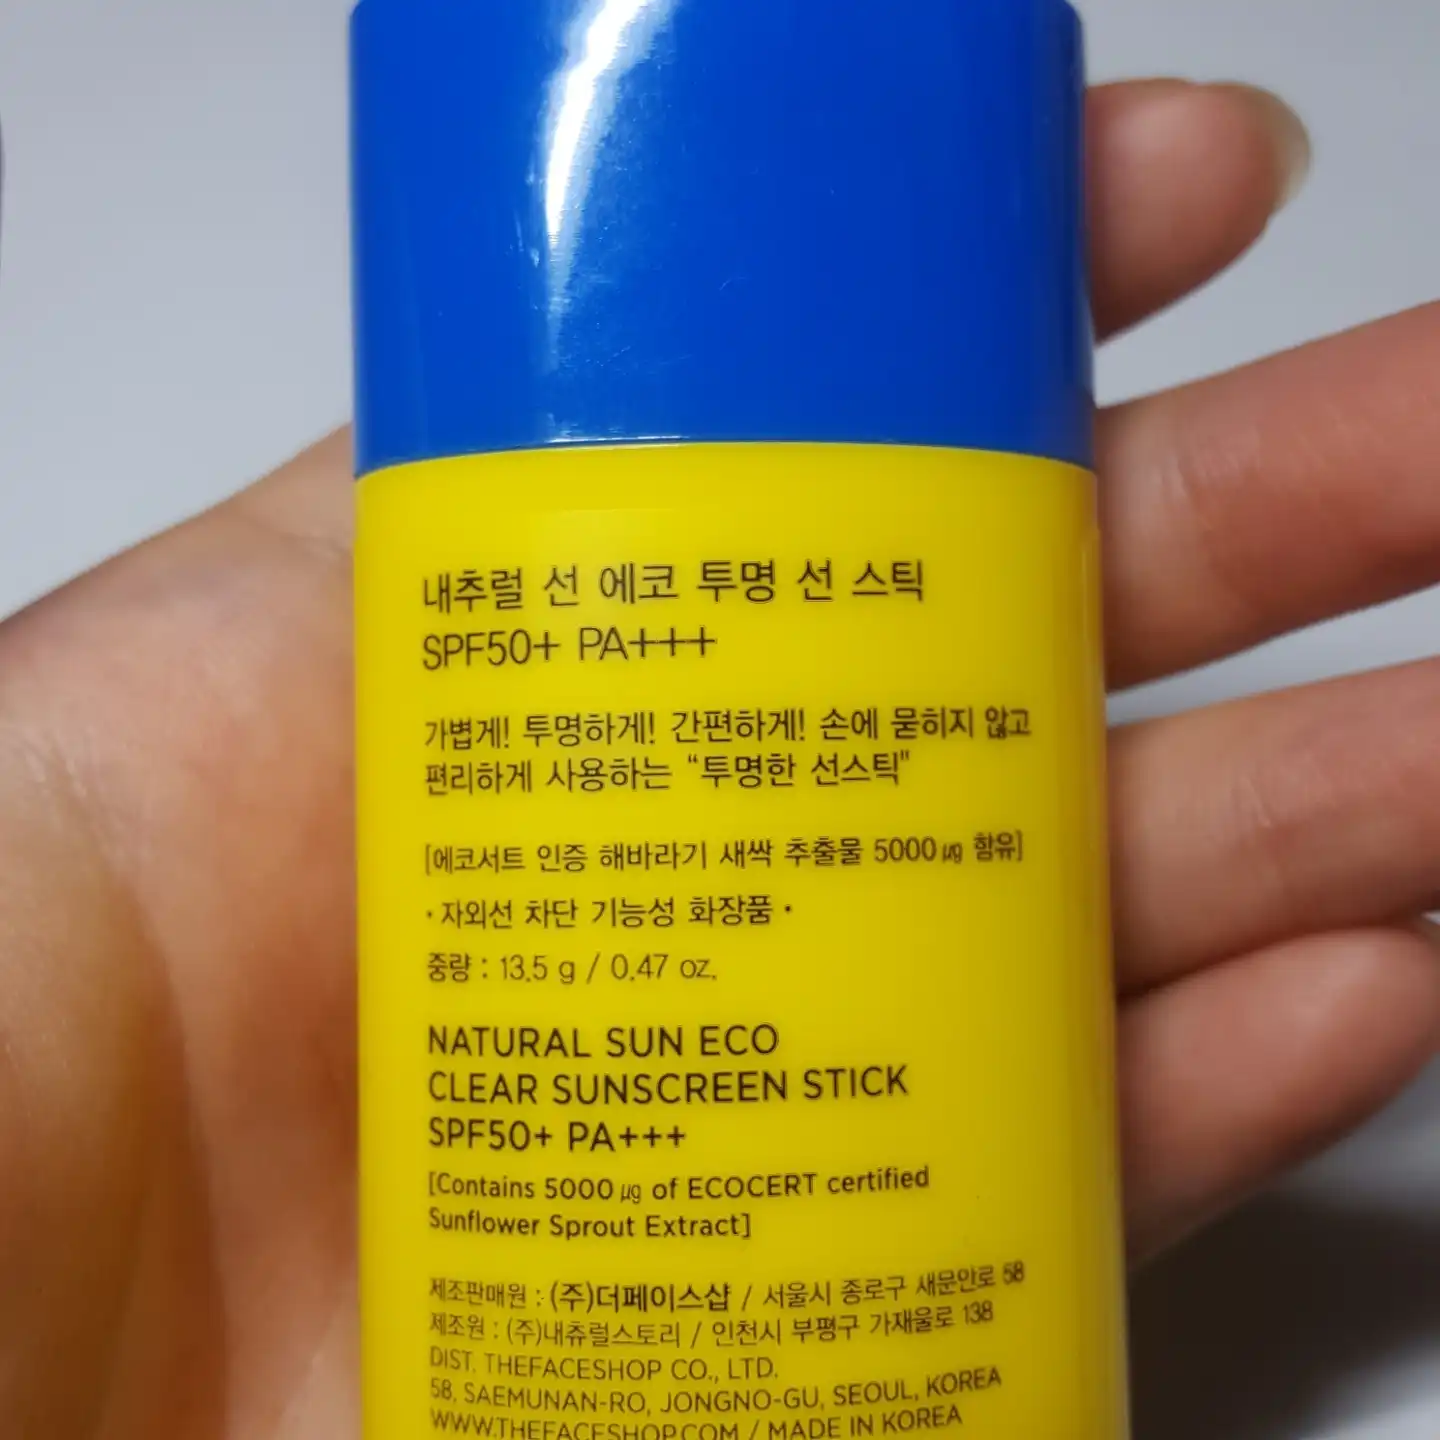 내추럴 선 에코 투명 선 스틱
SPF50+ PA+++
가볍게! 투명하게! 간편하게! 손에 묻히지 않고
편리하게 사용하는 “투명한 선스틱"
[에코서트 인증 해바라기 새싹 추출물 5000㎍ 함유]
• 자외선 차단 기능성 화장품 •
중량 : 13.5 g / 0.47 oz.
NATURAL SUN ECO
CLEAR SUNSCREEN STICK
SPF50+ PA+++
[Contains 5000㎍ of ECOCERT certified
Sunflower Sprout Extract]
제조판매원 : (주)더페이스샵 / 서울시 종로구 새문안로 58
제조원 : (주)내츄럴스토리 / 인천시 부평구 가재울로 138
DIST. THEFACESHOP CO., LTD.
58, SAEMUNAN-RO, JONGNO-GU, SEOUL, KOREA
WWW.THEFACESHOP.COM / MADE IN KOREA